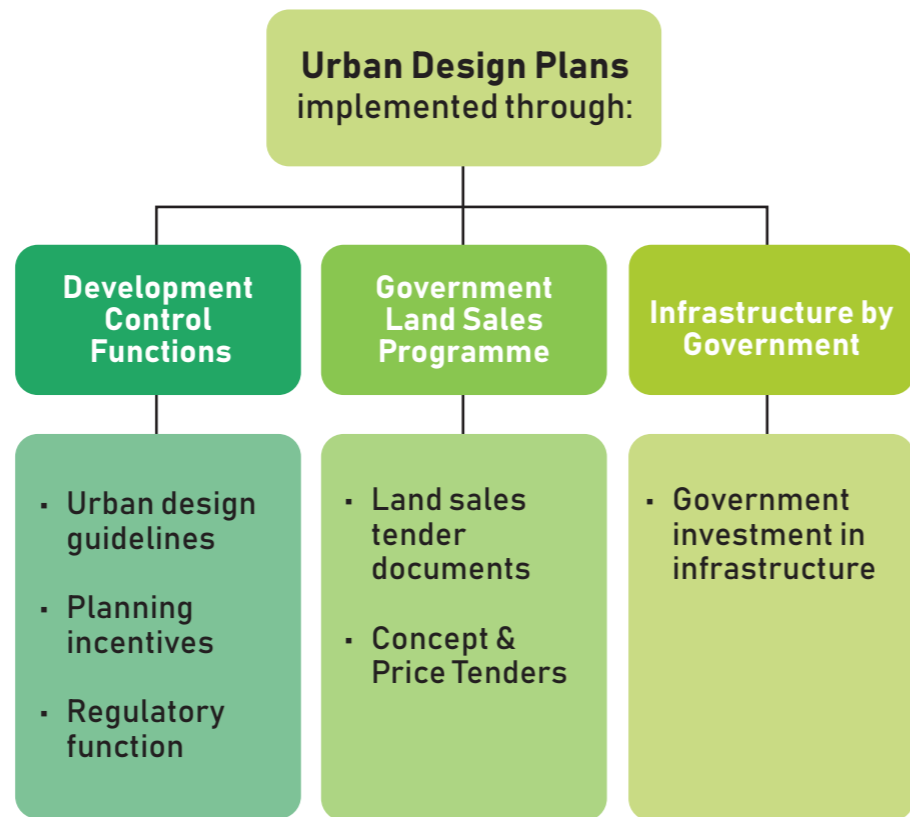 Urban Design Plans
implemented through:
Development
Control
Functions
Government
Land Sales
Programme
Infrastructure by
Government
▪ Urban design
guidelines
▪ Planning
incentives
▪ Regulatory
function
▪ Land sales
tender
documents
▪ Concept &
Price Tenders
▪ Government
investment in
infrastructure